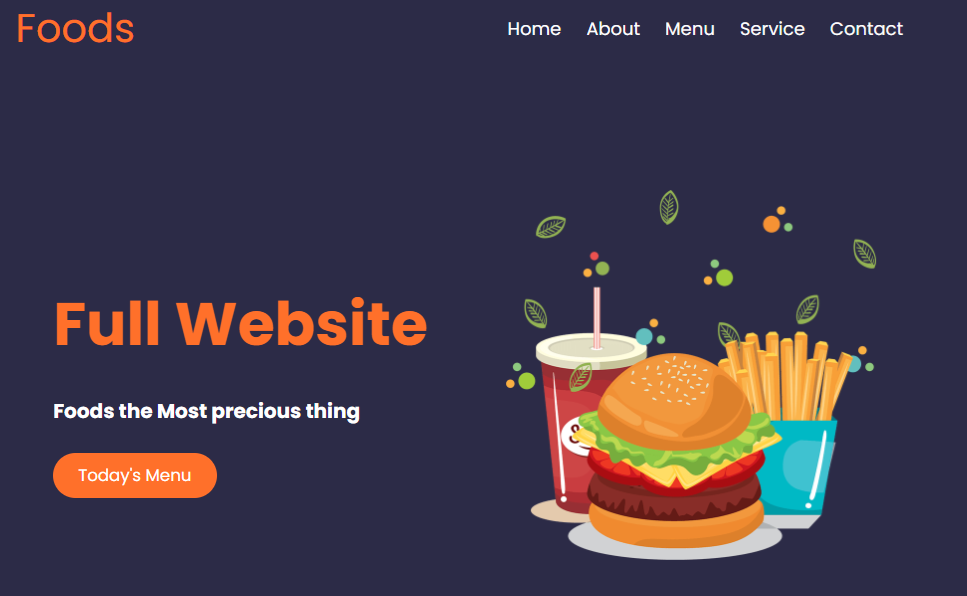 Foods
Home About Menu Service Contact
Full Website
Foods the Most precious thing
Today's Menu